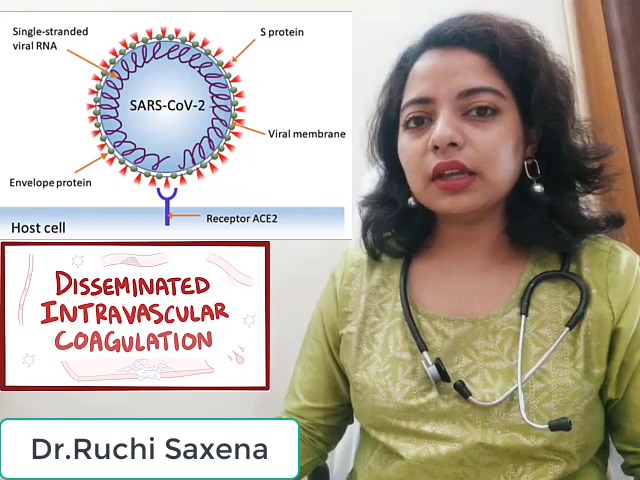 Single-stranded
viral RNA
S protein
SARS-CoV-2
Viral membrane
Envelope protein
Receptor ACE2
Host cell
DISSEMINATED
INTRAVASCULAR
COAGULATION
Dr.Ruchi Saxena